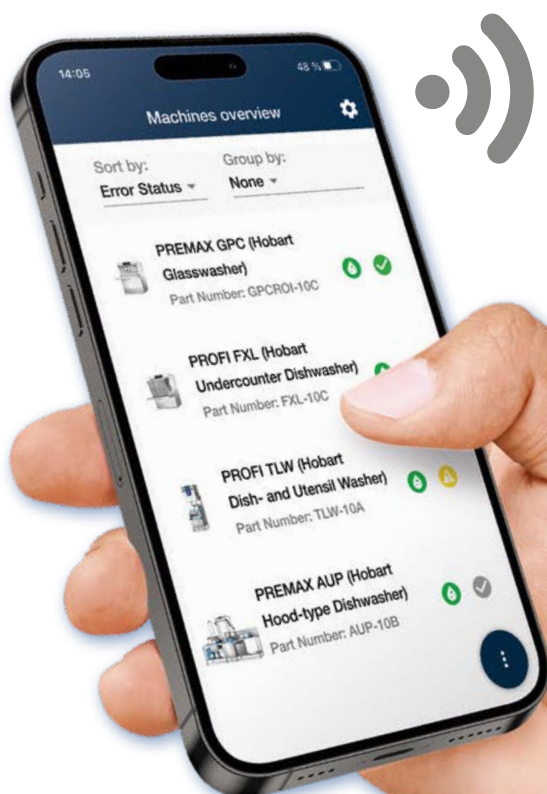 14:05
48 %
Machines overview
Sort by:
Group by:
Error Status
None
PREMAX GPC (Hobart
Glasswasher)
Part Number: GPCROI-10C
PROFI FXL (Hobart
Undercounter Dishwasher)
Part Number: FXL-10C
PROFI TLW (Hobart
Dish- and Utensil Washer)
Part Number: TLW-10A
PREMAX AUP (Hobart
Hood-type Dishwasher)
Part Number: AUP-10B